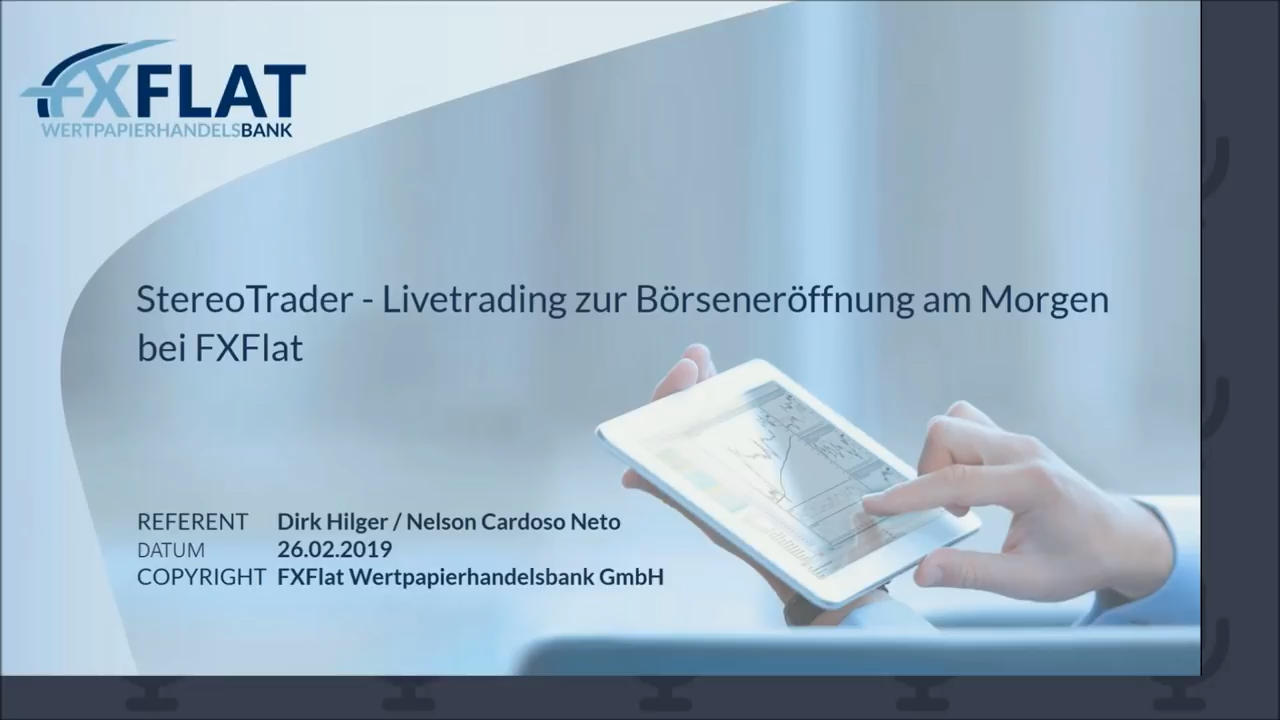 FXFLAT
WERTPAPIERHANDELSBANK
StereoTrader - Livetrading zur Börseneröffnung am Morgen
bei FXFlat
REFERENT Dirk Hilger / Nelson Cardoso Neto
DATUM 26.02.2019
COPYRIGHT FXFlat Wertpapierhandelsbank GmbH